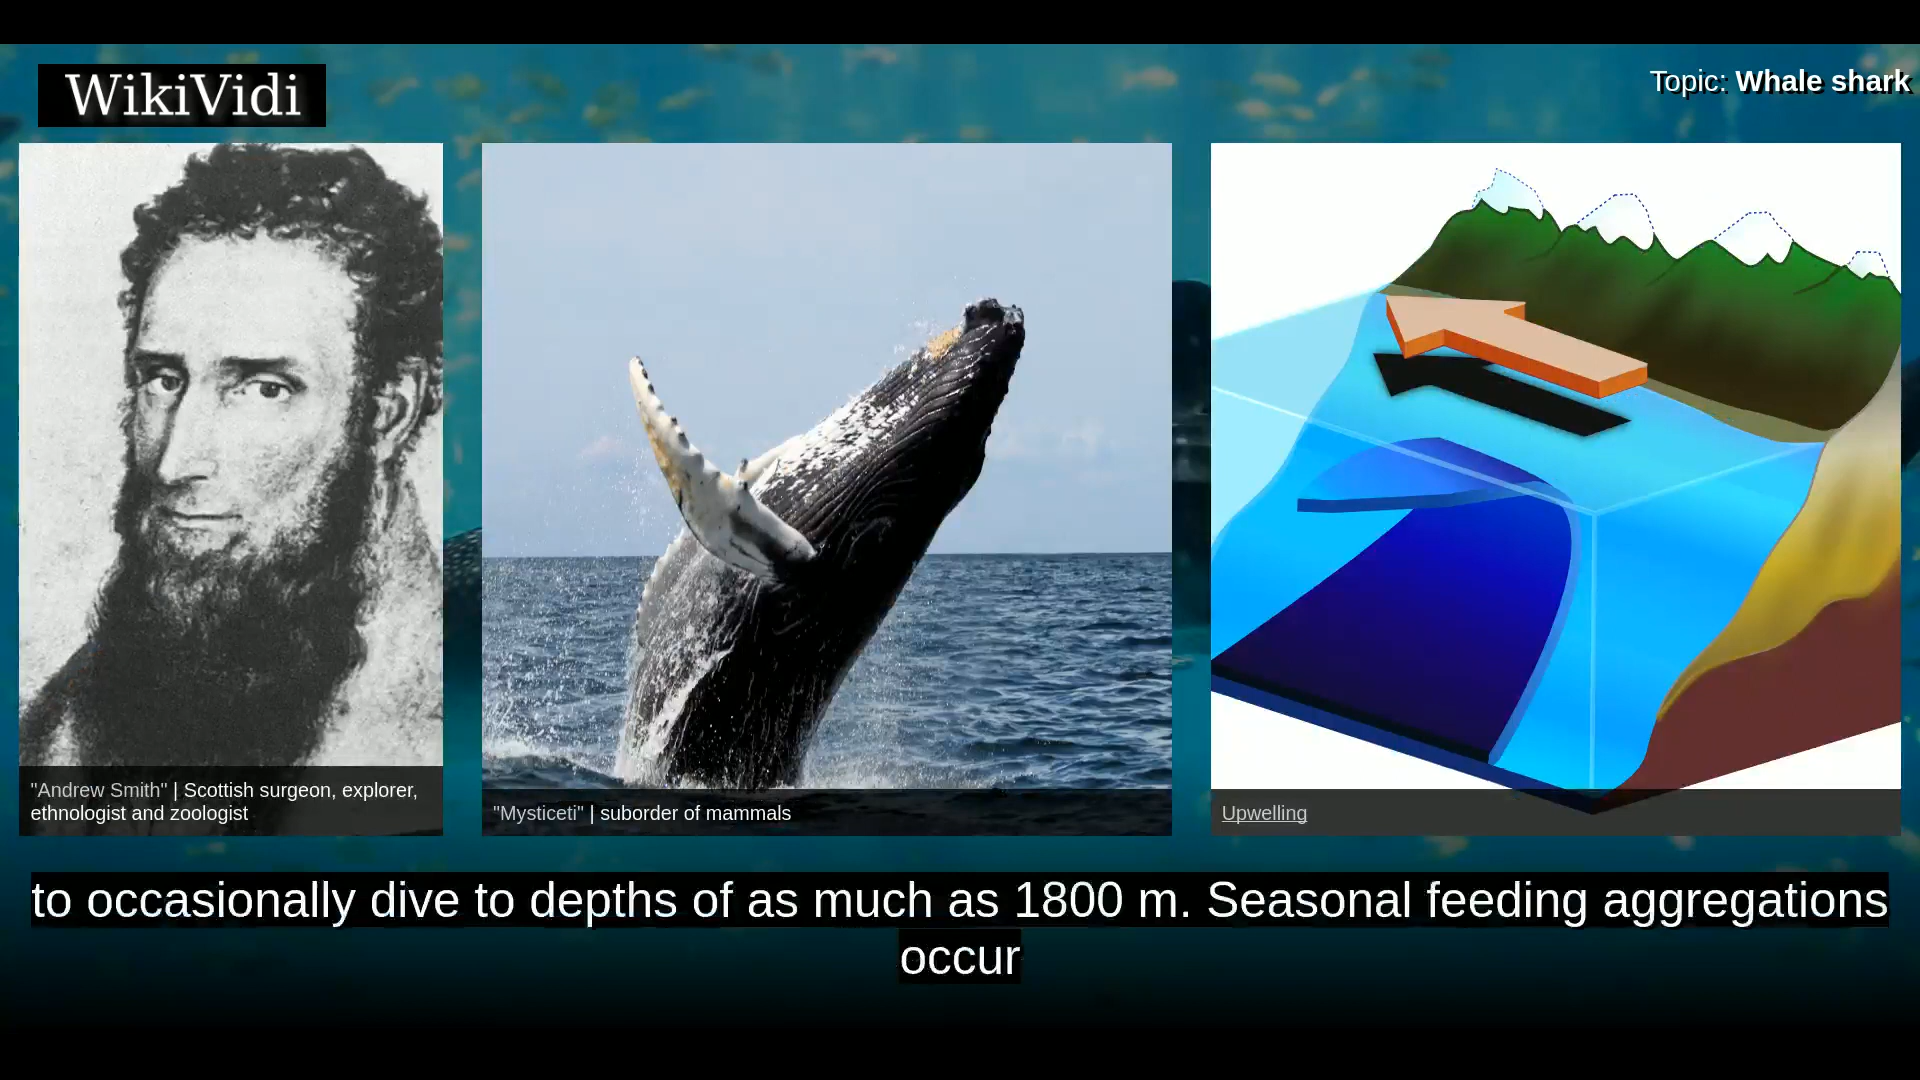 WikiVidi
Topic: Whale shark
"Andrew Smith" | Scottish surgeon, explorer,
ethnologist and zoologist
"Mysticeti" | suborder of mammals
Upwelling
to occasionally dive to depths of as much as 1800 m. Seasonal feeding aggregations
occur